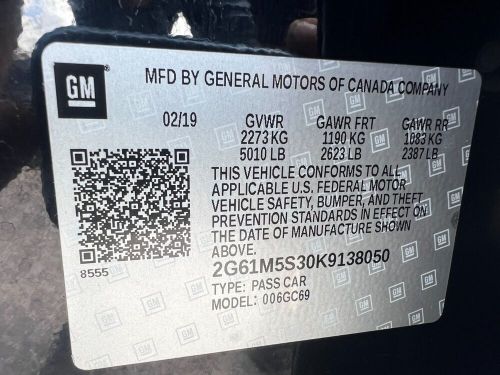 GM
MFD BY GENERAL MOTORS OF CANADA COMPANY
02/19 GVWR GAWR FRT GAWR RR
2273 KG 1190 KG 1083 KG
5010 LB 2623 LB 2387 LB
THIS VEHICLE CONFORMS TO ALL
APPLICABLE U.S. FEDERAL MOTOR
VEHICLE SAFETY, BUMPER, AND THEFT
PREVENTION STANDARDS IN EFFECT ON
THE DATE OF MANUFACTURE SHOWN
ABOVE.
8555
2G61M5S30K9138050
TYPE: PASS CAR
MODEL: 006GC69